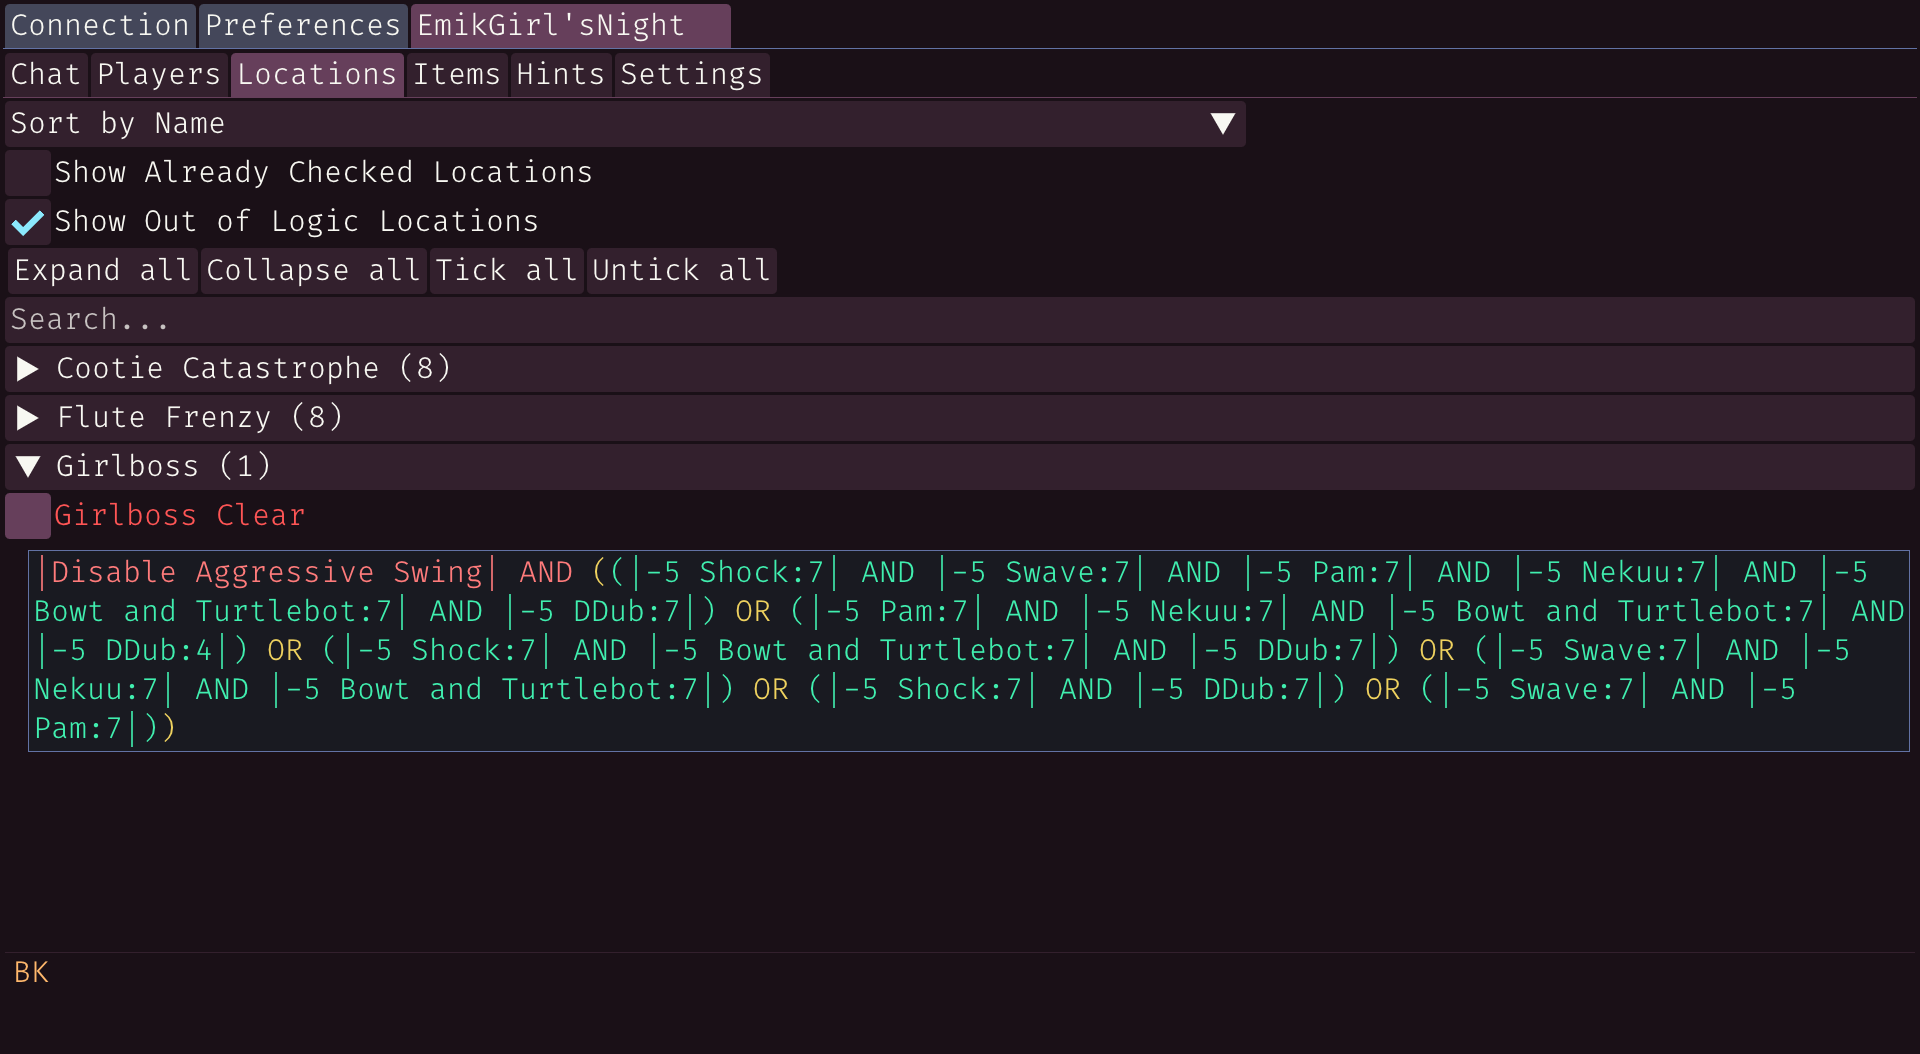 Connection Preferences EmikGirl'sNight
Chat Players Locations Items Hints Settings
Sort by Name
Show Already Checked Locations
Show Out of Logic Locations
Expand all Collapse all Tick all Untick all
Search...
Cootie Catastrophe (8)
Flute Frenzy (8)
Girlboss (1)
Girlboss Clear
|Disable Aggressive Swing| AND ((|-5 Shock:7| AND |-5 Swave:7| AND |-5 Pam:7| AND |-5 Nekuu:7| AND |-5
Bowt and Turtlebot:7| AND |-5 DDub:7|) OR (|-5 Pam:7| AND |-5 Nekuu:7| AND |-5 Bowt and Turtlebot:7| AND
|-5 DDub:4|) OR (|-5 Shock:7| AND |-5 Bowt and Turtlebot:7| AND |-5 DDub:7|) OR (|-5 Swave:7| AND |-5
Nekuu:7| AND |-5 Bowt and Turtlebot:7|) OR (|-5 Shock:7| AND |-5 DDub:7|) OR (|-5 Swave:7| AND |-5
Pam:7|))
BK